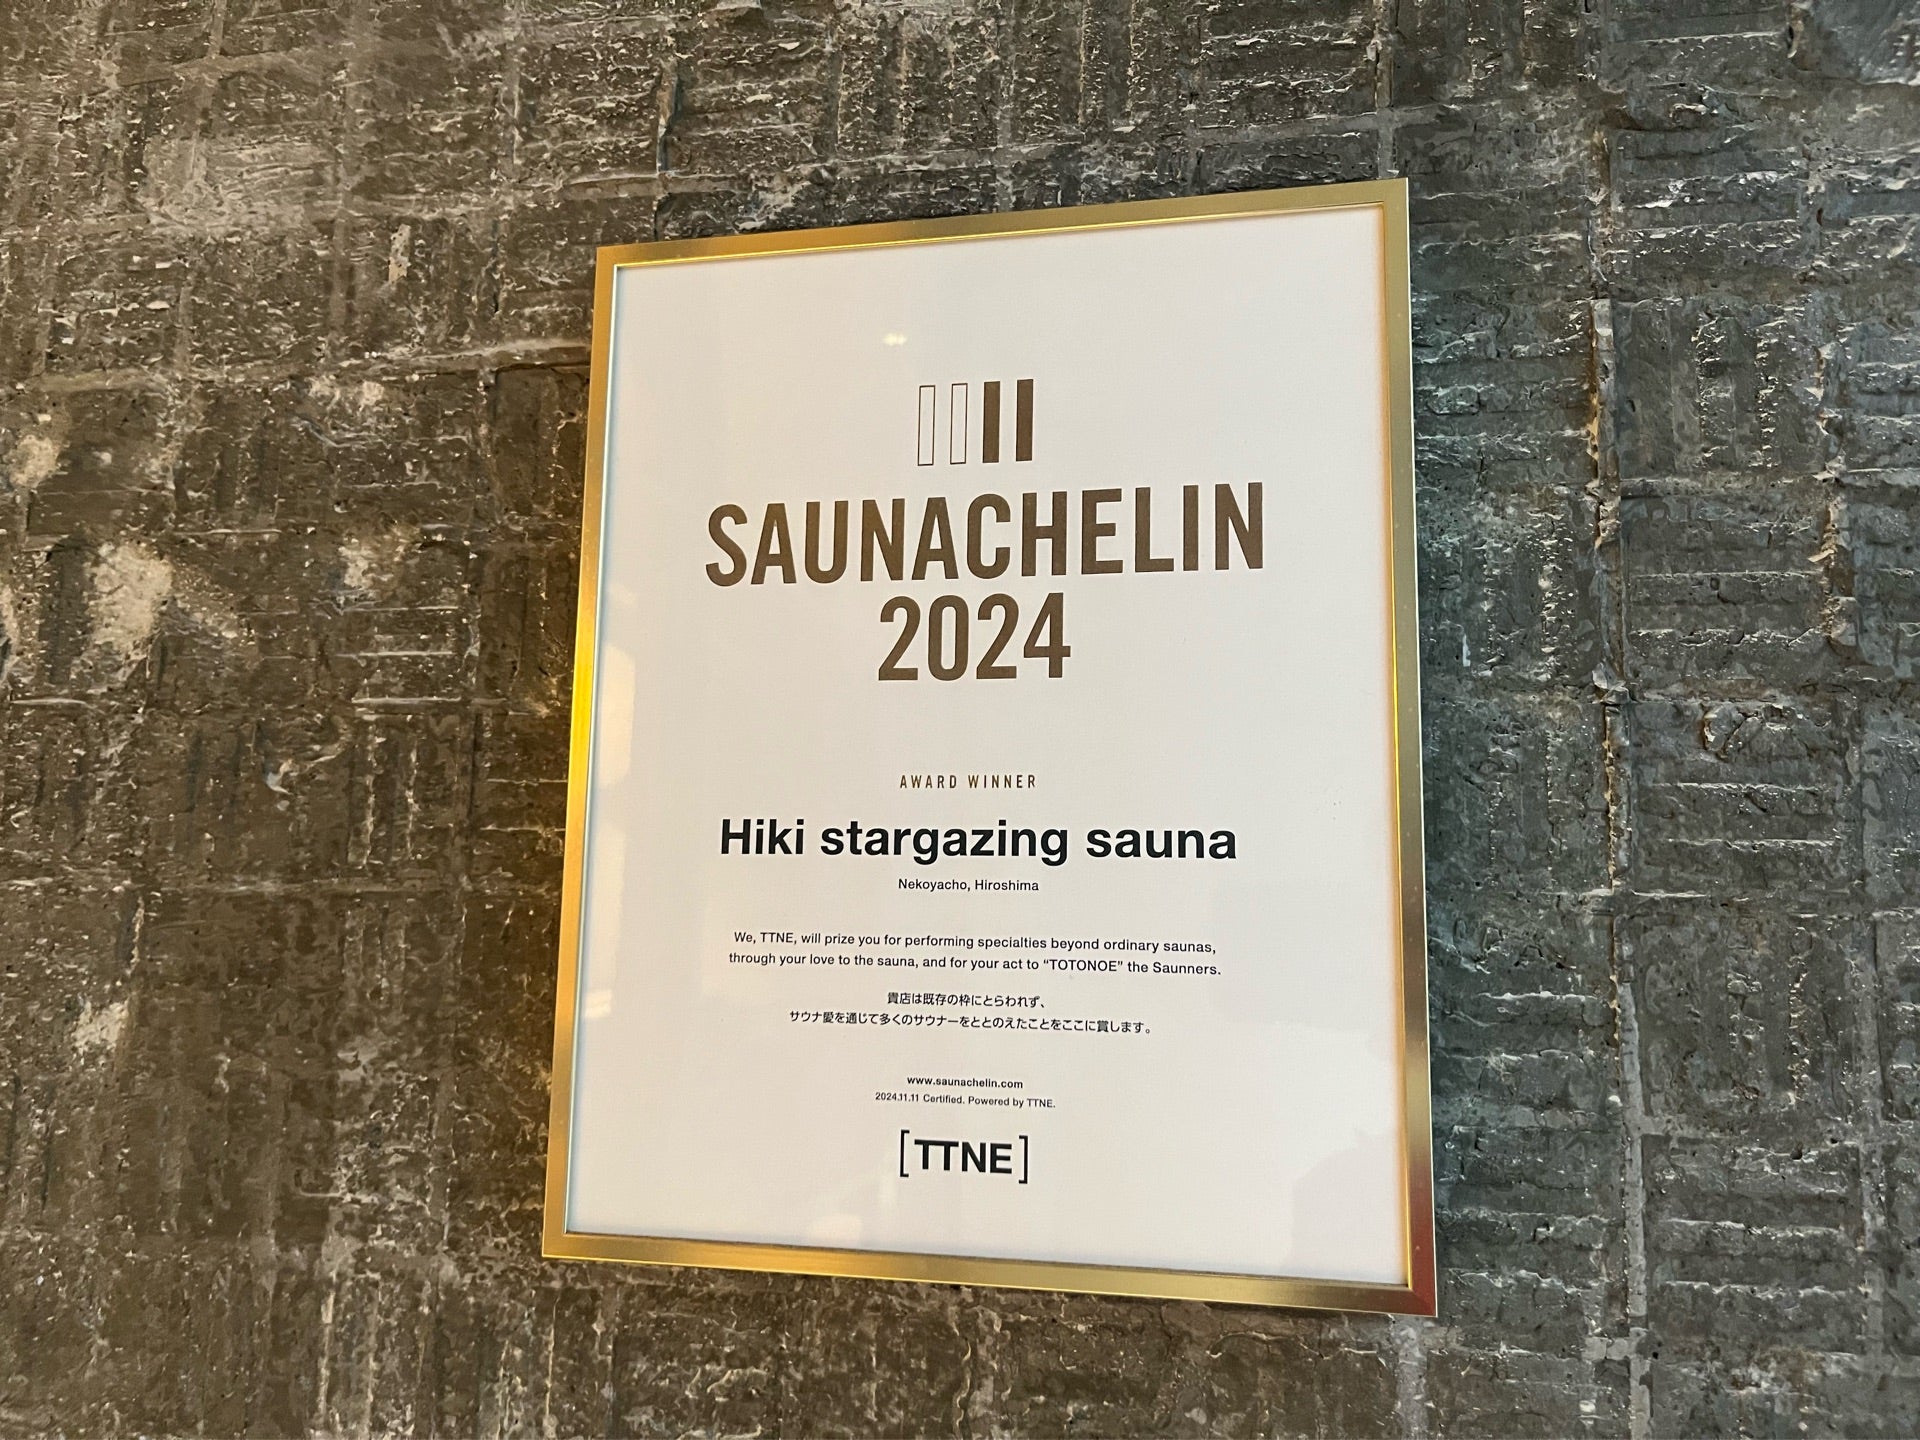 SAUNACHELIN
2024
AWARD WINNER
Hiki stargazing sauna
Nekoyacho, Hiroshima
We, TTNE, will prize you for performing specialties beyond ordinary saunas,
through your love to the sauna, and for your act to “TOTONOE” the Saunners.
貴店は既存の枠にとらわれず、
サウナ愛を通じて多くのサウナーをととのえたことをここに賞します。
www.saunachelin.com
2024.11.11 Certified. Powered by TTNE.
[TTNE]